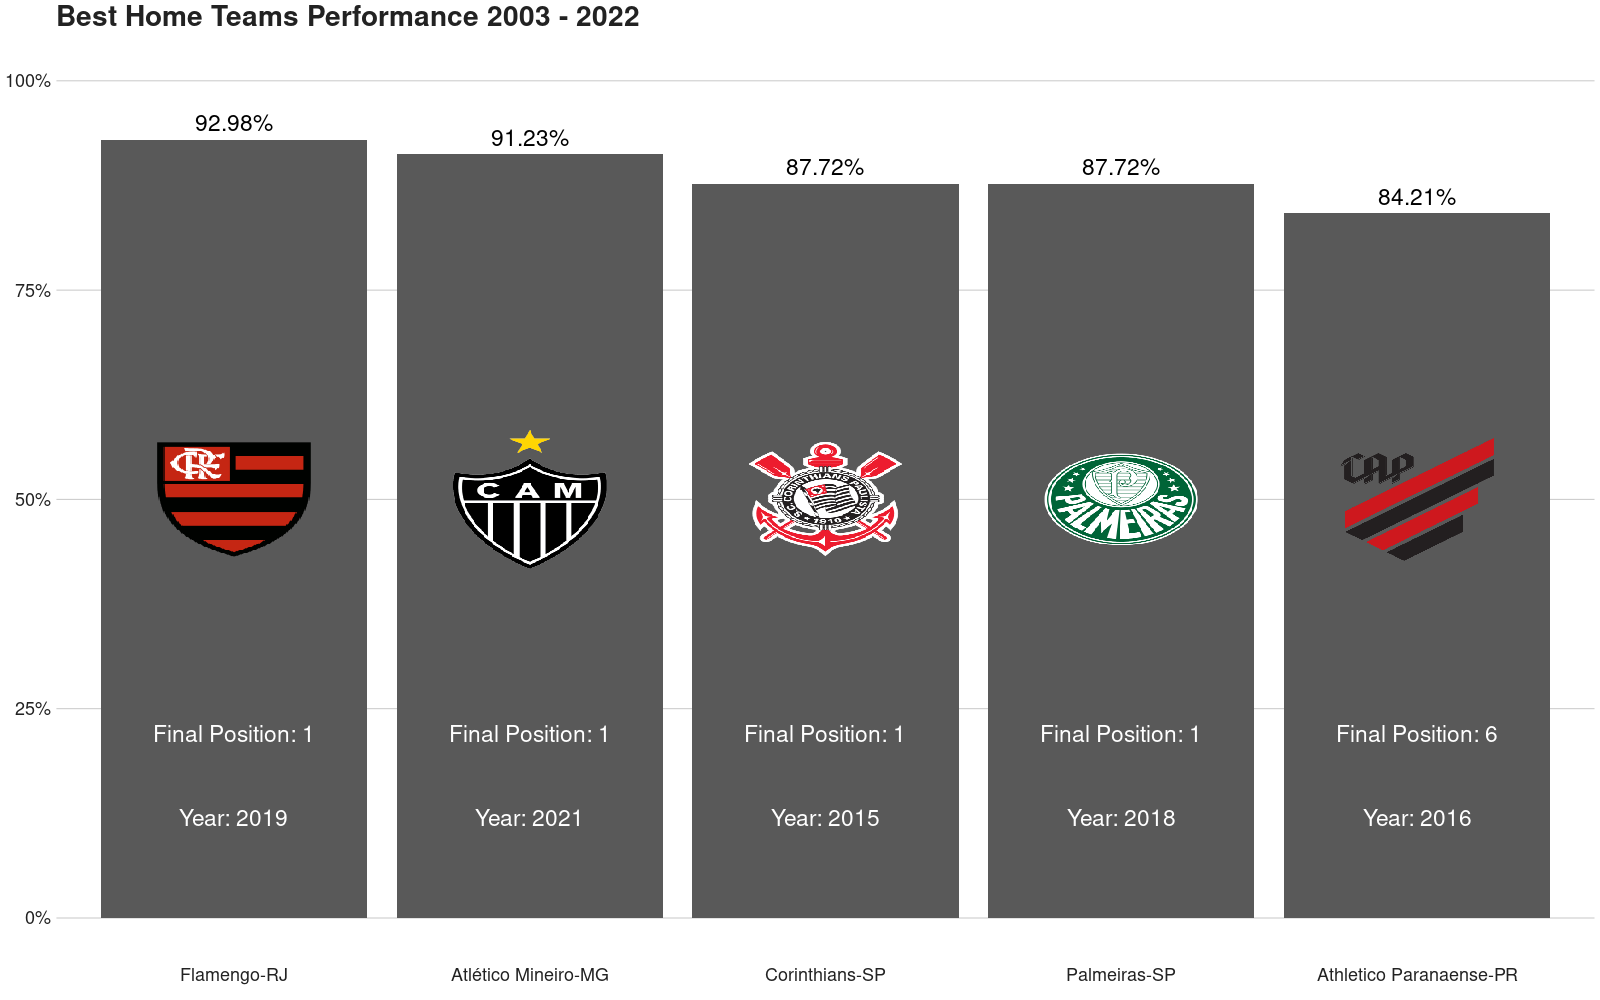 Best Home Teams Performance 2003 - 2022
100%
75%
50%
25%
0%
92.98%
91.23%
87.72%
87.72%
84.21%
CRF
C A M
S.C. CORINTHIANS PAULISTA
1910
P
PALMEIRAS
CAP
Final Position: 1
Final Position: 1
Final Position: 1
Final Position: 1
Final Position: 6
Year: 2019
Year: 2021
Year: 2015
Year: 2018
Year: 2016
Flamengo-RJ
Atlético Mineiro-MG
Corinthians-SP
Palmeiras-SP
Athletico Paranaense-PR